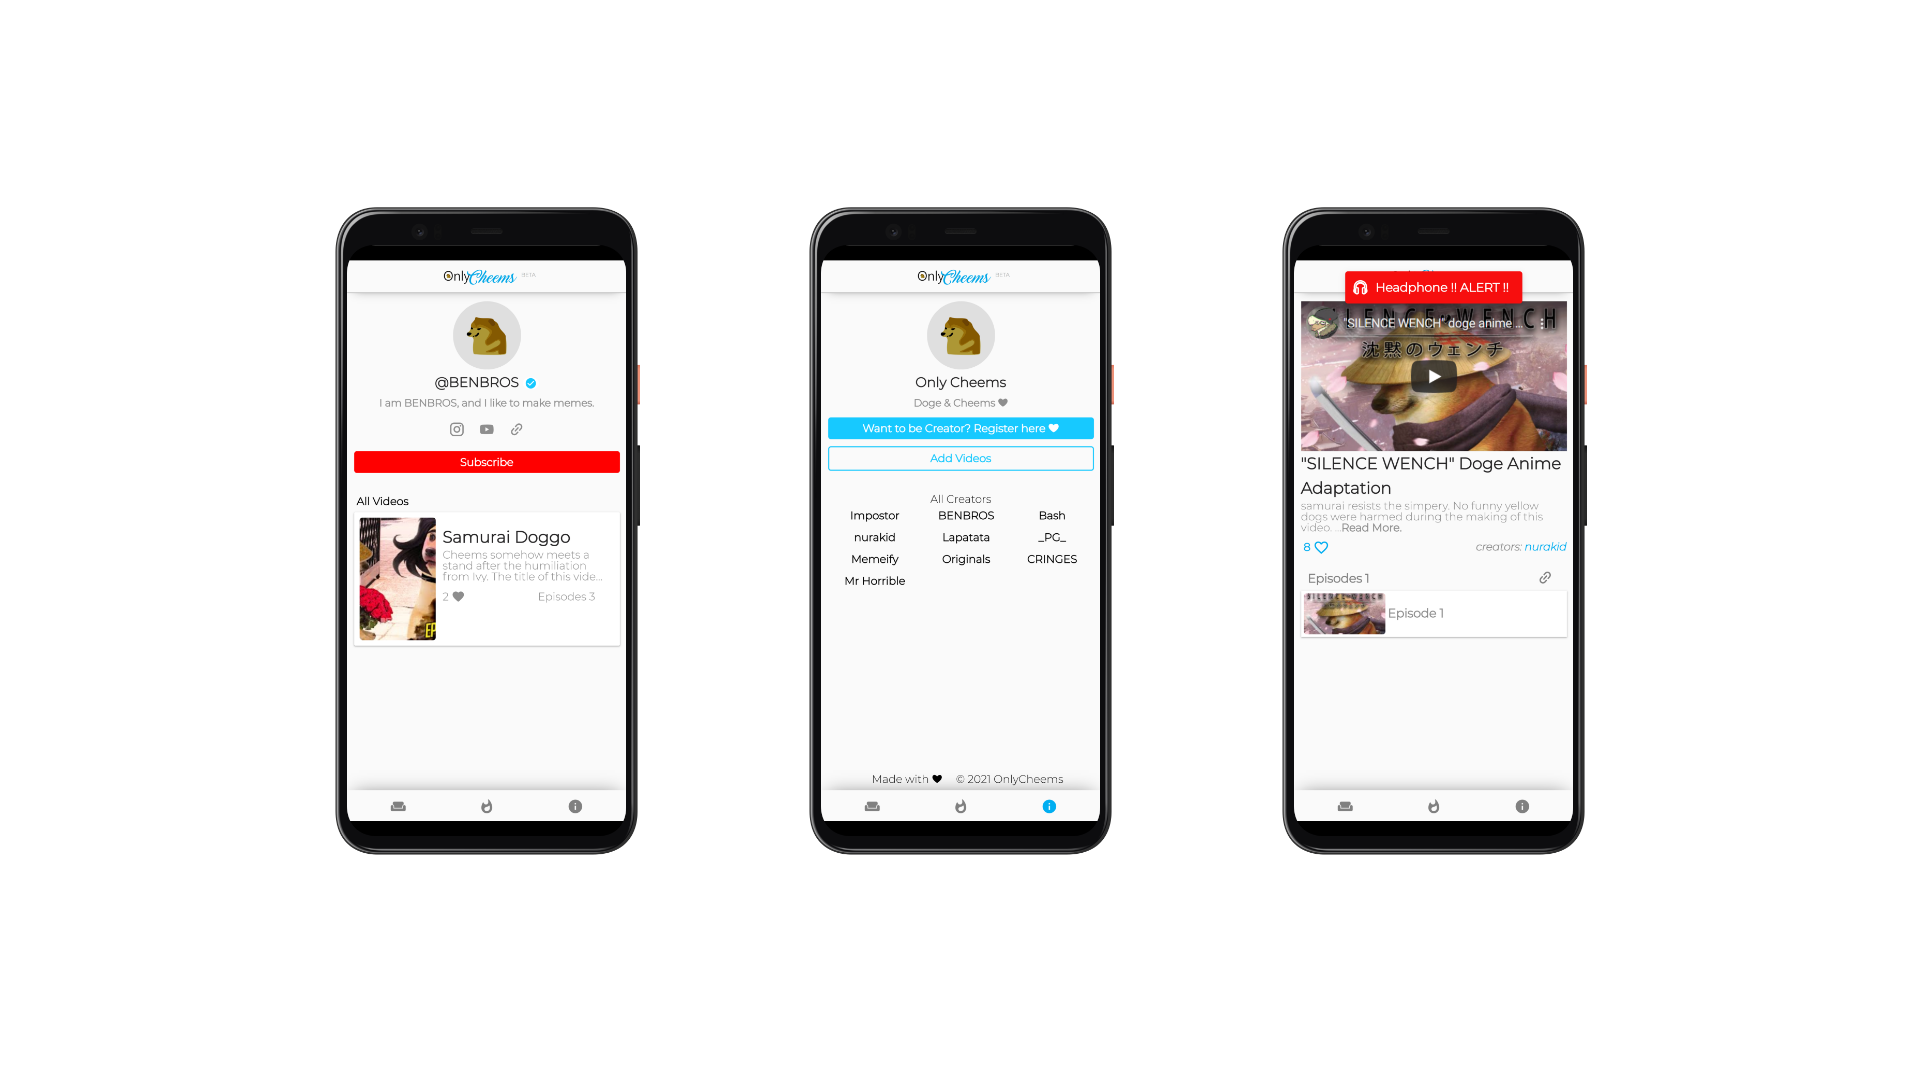 OnlyCheems BETA
@BENBROS
I am BENBROS, and I like to make memes.
Subscribe
All Videos
Samurai Doggo
Cheems somehow meets a
stand after the humiliation
from Ivy. The title of this vide...
2
Episodes 3
EP
OnlyCheems BETA
Only Cheems
Doge & Cheems
Want to be Creator? Register here
Add Videos
All Creators
Impostor BENBROS Bash
nurakid Lapatata _PG_
Memeify Originals CRINGES
Mr Horrible
Made with © 2021 OnlyCheems
Headphone !! ALERT !!
SILENCE WENCH
"SILENCE WENCH" doge anime ...
沈黙のウェンチ
"SILENCE WENCH" Doge Anime
Adaptation
samurai resists the simpery. No funny yellow
dogs were harmed during the making of this
video. ...Read More.
8
creators: nurakid
Episodes 1
SILENCE WENCH
Episode 1